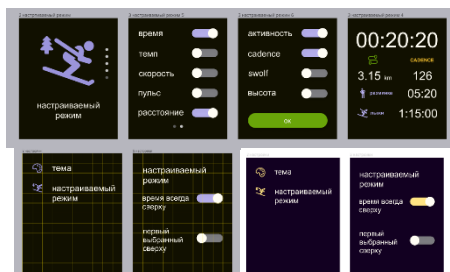 настраиваемый
режим
время
темп
скорость
пульс
расстояние
активность
cadence
swolf
высота
ок
00:20:20
CADENCE
3.15 km 126
разминка 05:20
лыжи 1:15:00
тема
настраиваемый
режим
настраиваемый
режим
время всегда
сверху
первый
выбранный
сверху
тема
настраиваемый
режим
настраиваемый
режим
время всегда
сверху
первый
выбранный
сверху